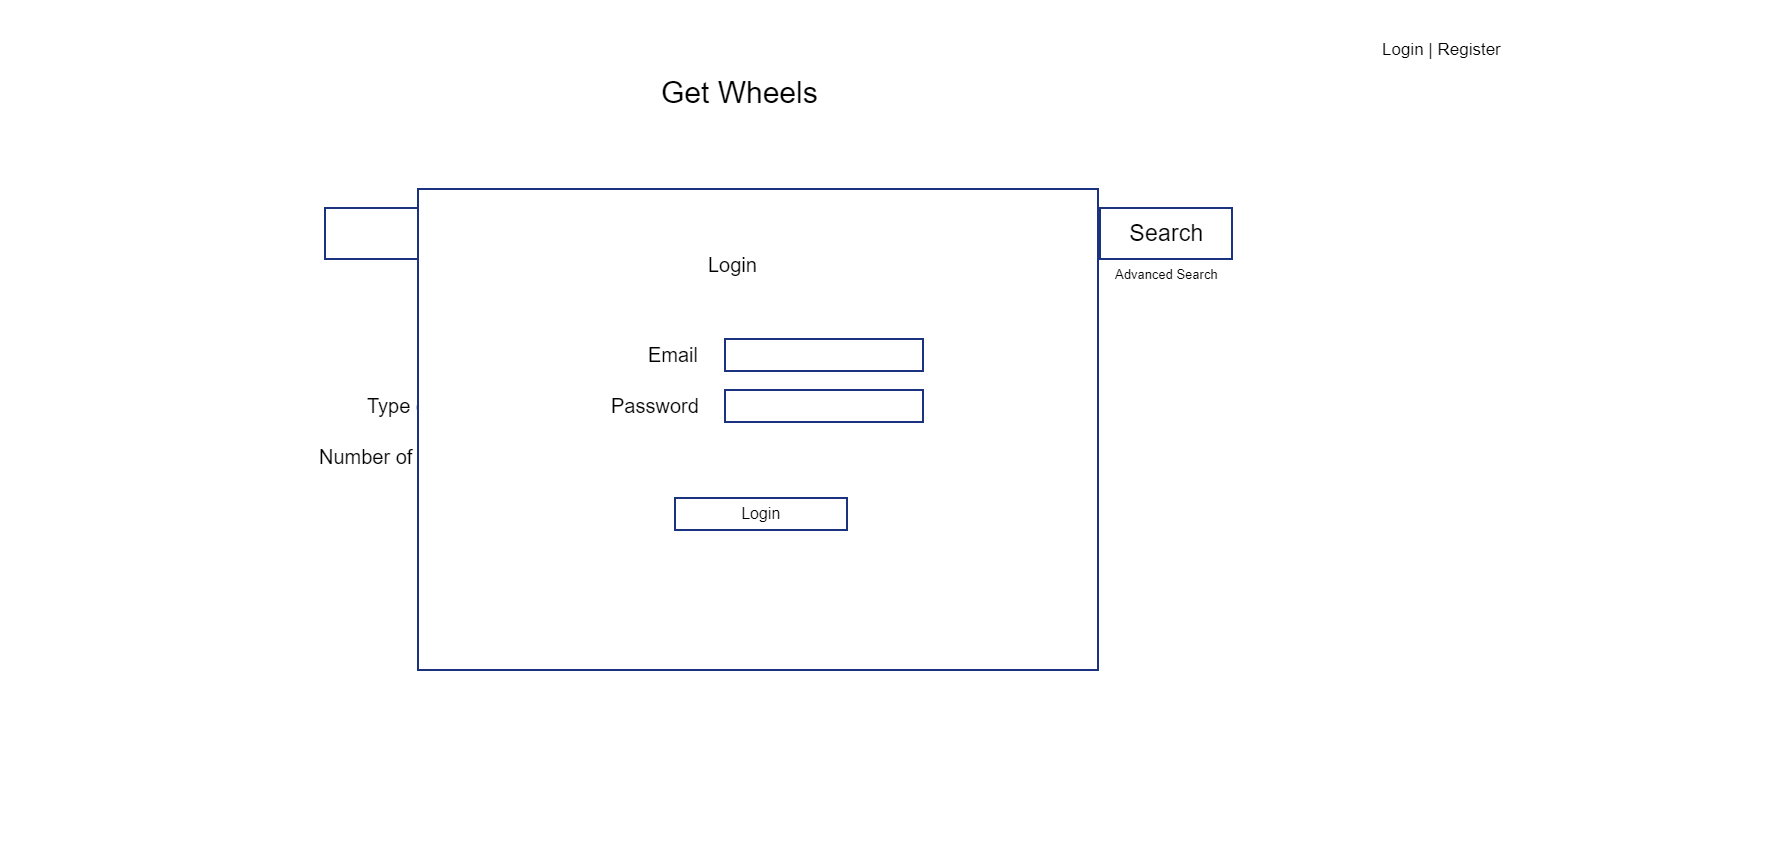 Login | Register
Get Wheels
Search
Advanced Search
Login
Email
Password
Type
Number of
Login